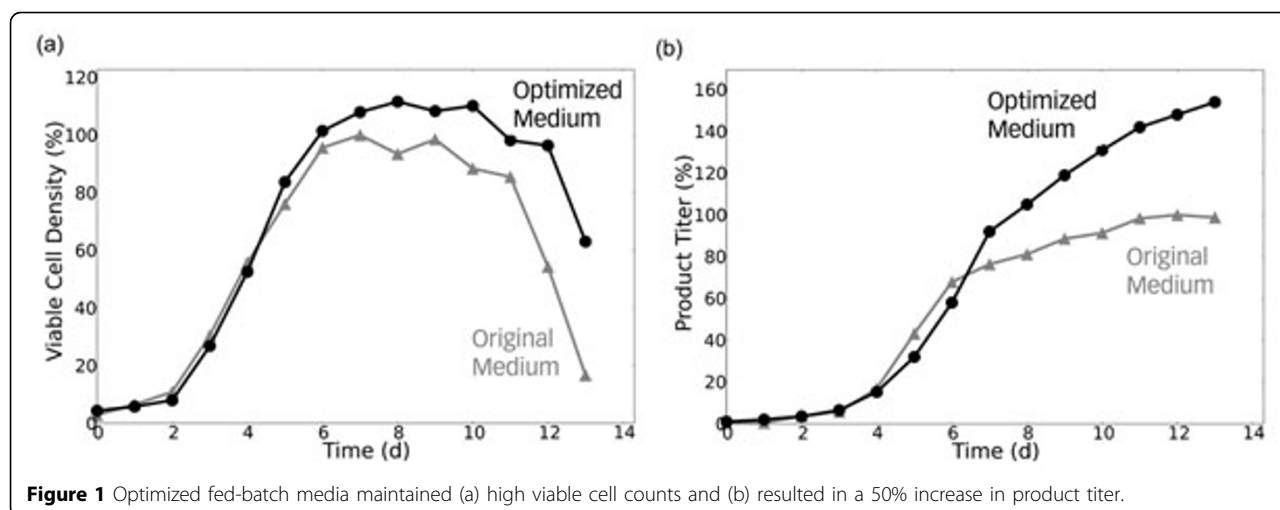 (a)
120
100
80
60
40
20
0
Viable Cell Density (%)
Optimized
Medium
Original
Medium
0 2 4 6 8 10 12 14
Time (d)
(b)
160
140
120
100
80
60
40
20
0
Product Titer (%)
Optimized
Medium
Original
Medium
0 2 4 6 8 10 12 14
Time (d)
Figure 1 Optimized fed-batch media maintained (a) high viable cell counts and (b) resulted in a 50% increase in product titer.